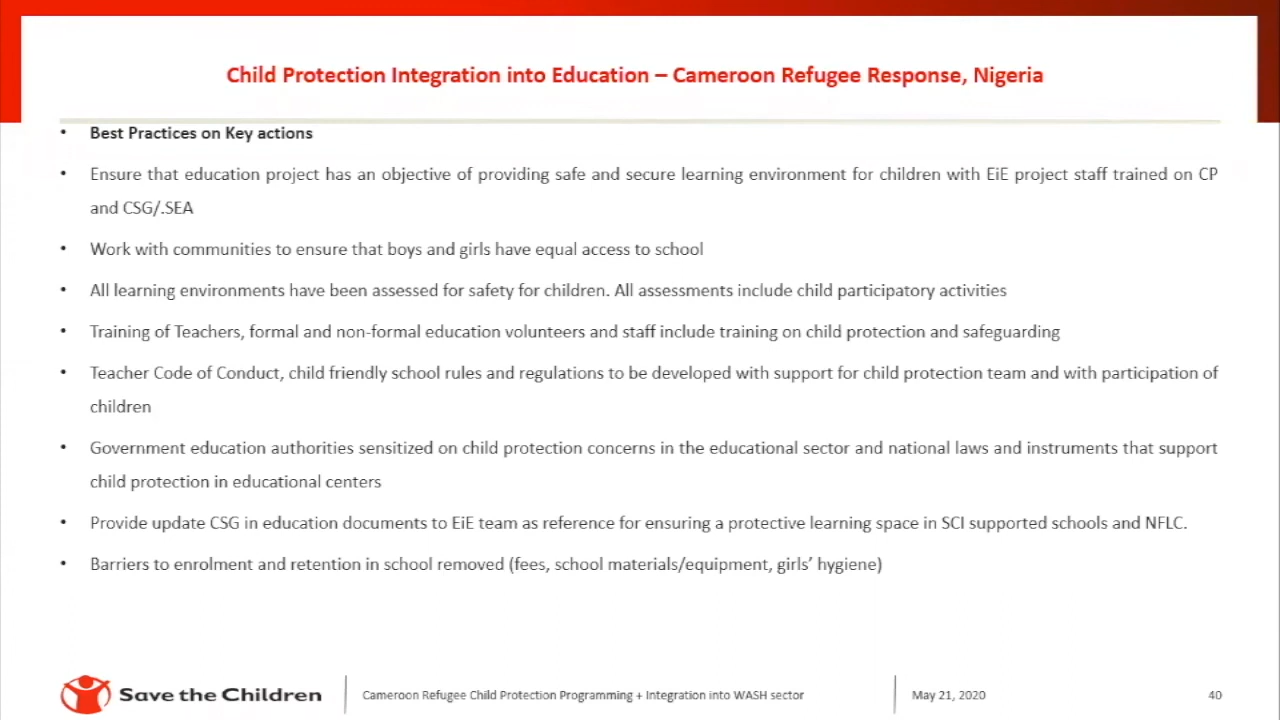 Child Protection Integration into Education – Cameroon Refugee Response, Nigeria
• Best Practices on Key actions
• Ensure that education project has an objective of providing safe and secure learning environment for children with EiE project staff trained on CP
and CSG/.SEA
• Work with communities to ensure that boys and girls have equal access to school
• All learning environments have been assessed for safety for children. All assessments include child participatory activities
• Training of Teachers, formal and non-formal education volunteers and staff include training on child protection and safeguarding
• Teacher Code of Conduct, child friendly school rules and regulations to be developed with support for child protection team and with participation of
children
• Government education authorities sensitized on child protection concerns in the educational sector and national laws and instruments that support
child protection in educational centers
• Provide update CSG in education documents to EiE team as reference for ensuring a protective learning space in SCI supported schools and NFLC.
• Barriers to enrolment and retention in school removed (fees, school materials/equipment, girls’ hygiene)
Save the Children
Cameroon Refugee Child Protection Programming + Integration into WASH sector
May 21, 2020
40